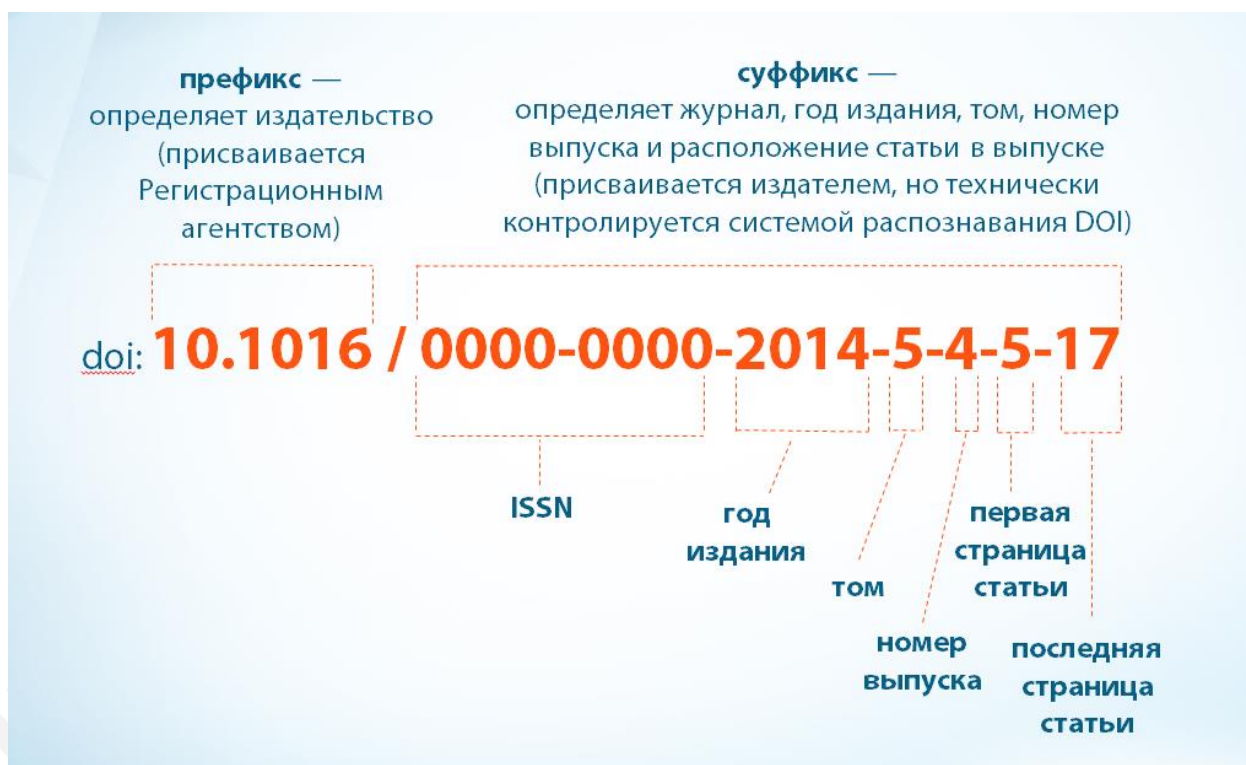 префикс —
определяет издательство
(присваивается
Регистрационным
агентством)
суффикс —
определяет журнал, год издания, том, номер
выпуска и расположение статьи в выпуске
(присваивается издателем, но технически
контролируется системой распознавания DOI)
doi: 10.1016 / 0000-0000-2014-5-4-5-17
ISSN
год
издания
том
номер
выпуска
первая
страница
статьи
последняя
страница
статьи